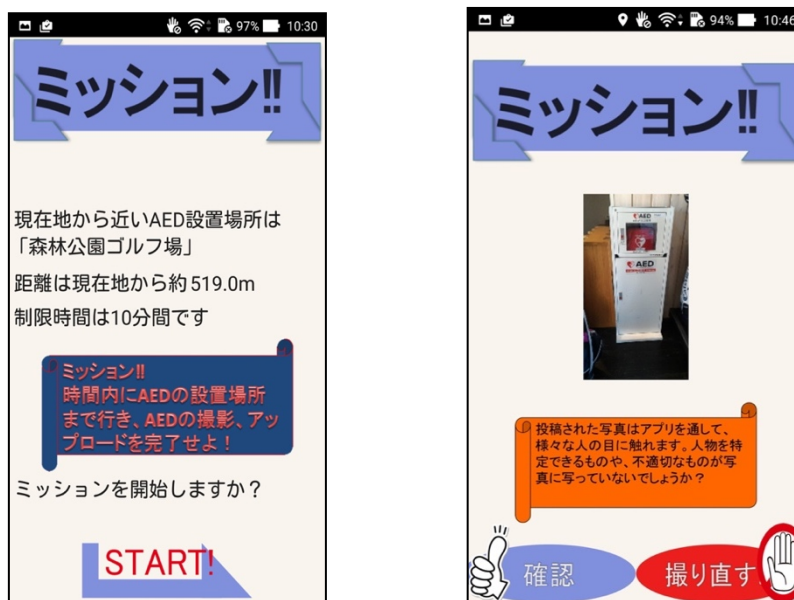 97% 10:30
ミッション!!
現在地から近いAED設置場所は
「森林公園ゴルフ場」
距離は現在地から約519.0m
制限時間は10分間です
ミッション!!
時間内にAEDの設置場所
まで行き、AEDの撮影、アッ
プロードを完了せよ！
ミッションを開始しますか？
START!
94% 10:46
ミッション!!
AED
AED
投稿された写真はアプリを通して、
様々な人の目に触れます。人物を特
定できるものや、不適切なものが写
真に写っていないでしょうか？
確認
撮り直す